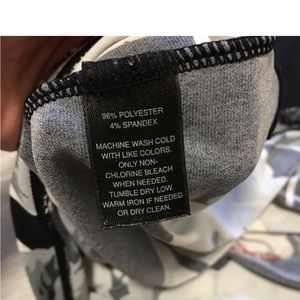 96% POLYESTER
4% SPANDEX
MACHINE WASH COLD
WITH LIKE COLORS.
ONLY NON-
CHLORINE BLEACH
WHEN NEEDED.
TUMBLE DRY LOW.
WARM IRON IF NEEDED
OR DRY CLEAN.